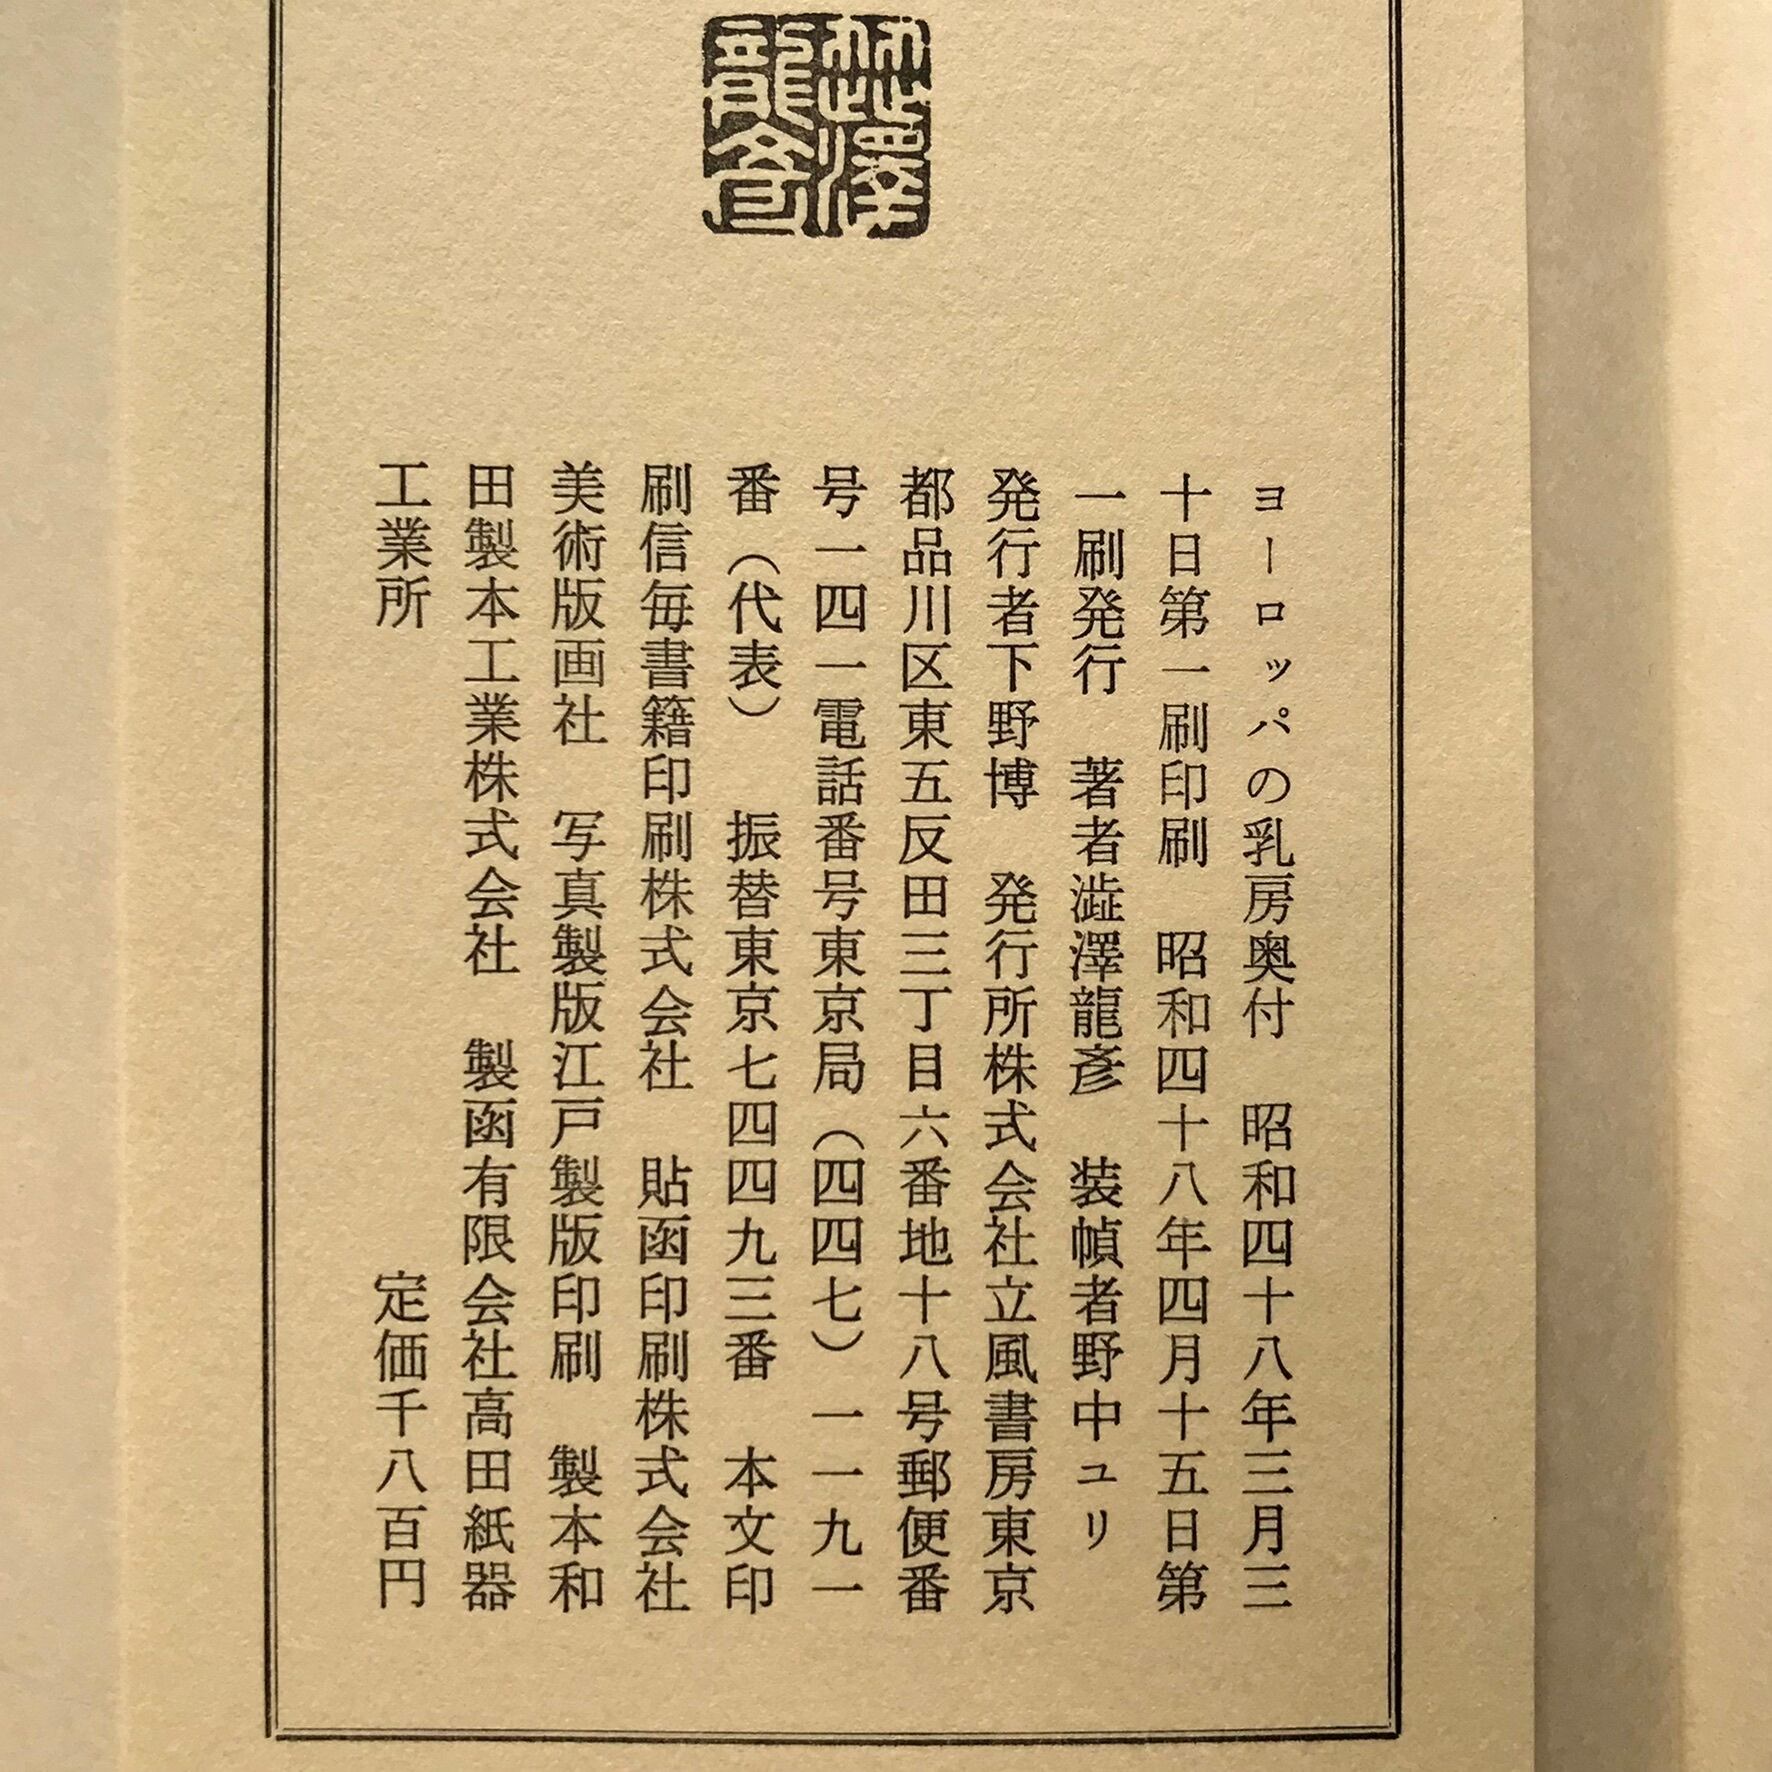 澁澤
龍彥
ヨーロッパの乳房奥付　昭和四十八年三月三
十日第一刷印刷　昭和四十八年四月十五日第
一刷発行　著者澁澤龍彥　装幀者野中ユリ
発行者下野博　発行所株式会社立風書房東京
都品川区東五反田三丁目六番地十八号郵便番
号一四一電話番号東京局（四四七）一一九一
番（代表）　振替東京七四四九三番　本文印
刷信毎書籍印刷株式会社　貼函印刷株式会社
美術版画社　写真製版江戸製版印刷　製本和
田製本工業株式会社　製函有限会社高田紙器
工業所　定価千八百円